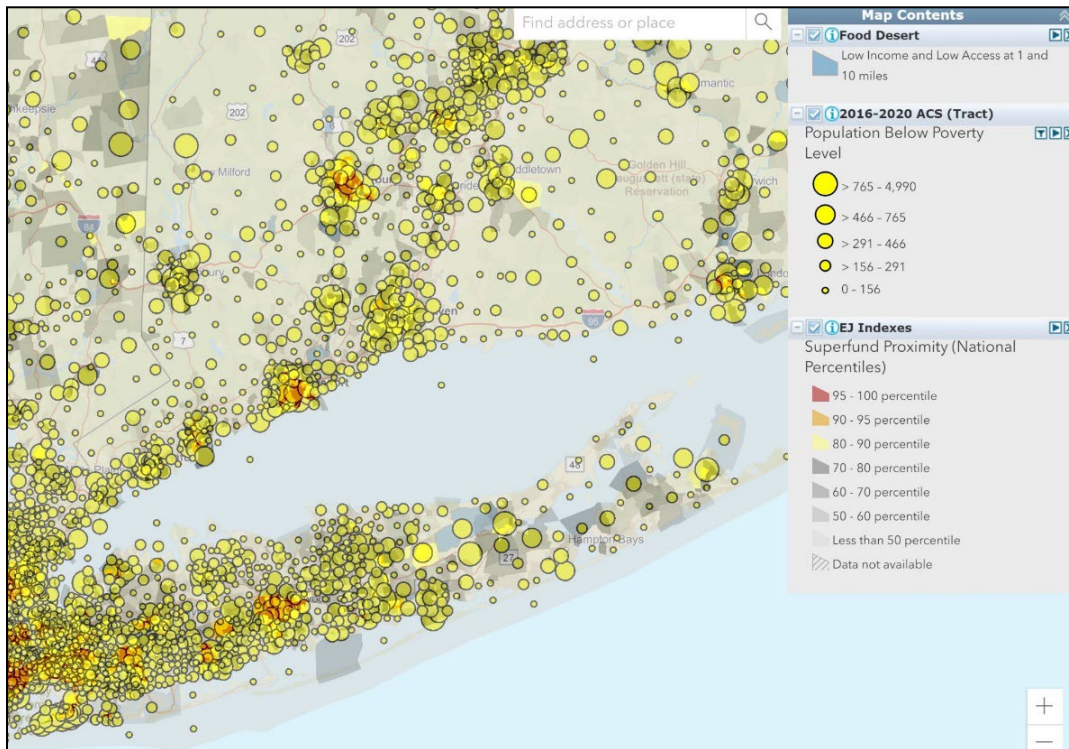 Find address or place
Map Contents
Food Desert
Low Income and Low Access at 1 and
10 miles
2016-2020 ACS (Tract)
Population Below Poverty
Level
> 765 - 4,990
> 466 - 765
> 291 - 466
> 156 - 291
0 - 156
EJ Indexes
Superfund Proximity (National
Percentiles)
95 - 100 percentile
90 - 95 percentile
80 - 90 percentile
70 - 80 percentile
60 - 70 percentile
50 - 60 percentile
Less than 50 percentile
Data not available
202
202
Milford
Golden Hill
Reservation
84
7
95
48
27
Hampton Bays
+
−